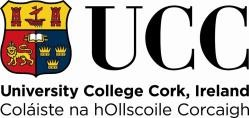 UCC
University College Cork, Ireland
Coláiste na hOllscoile Corcaigh